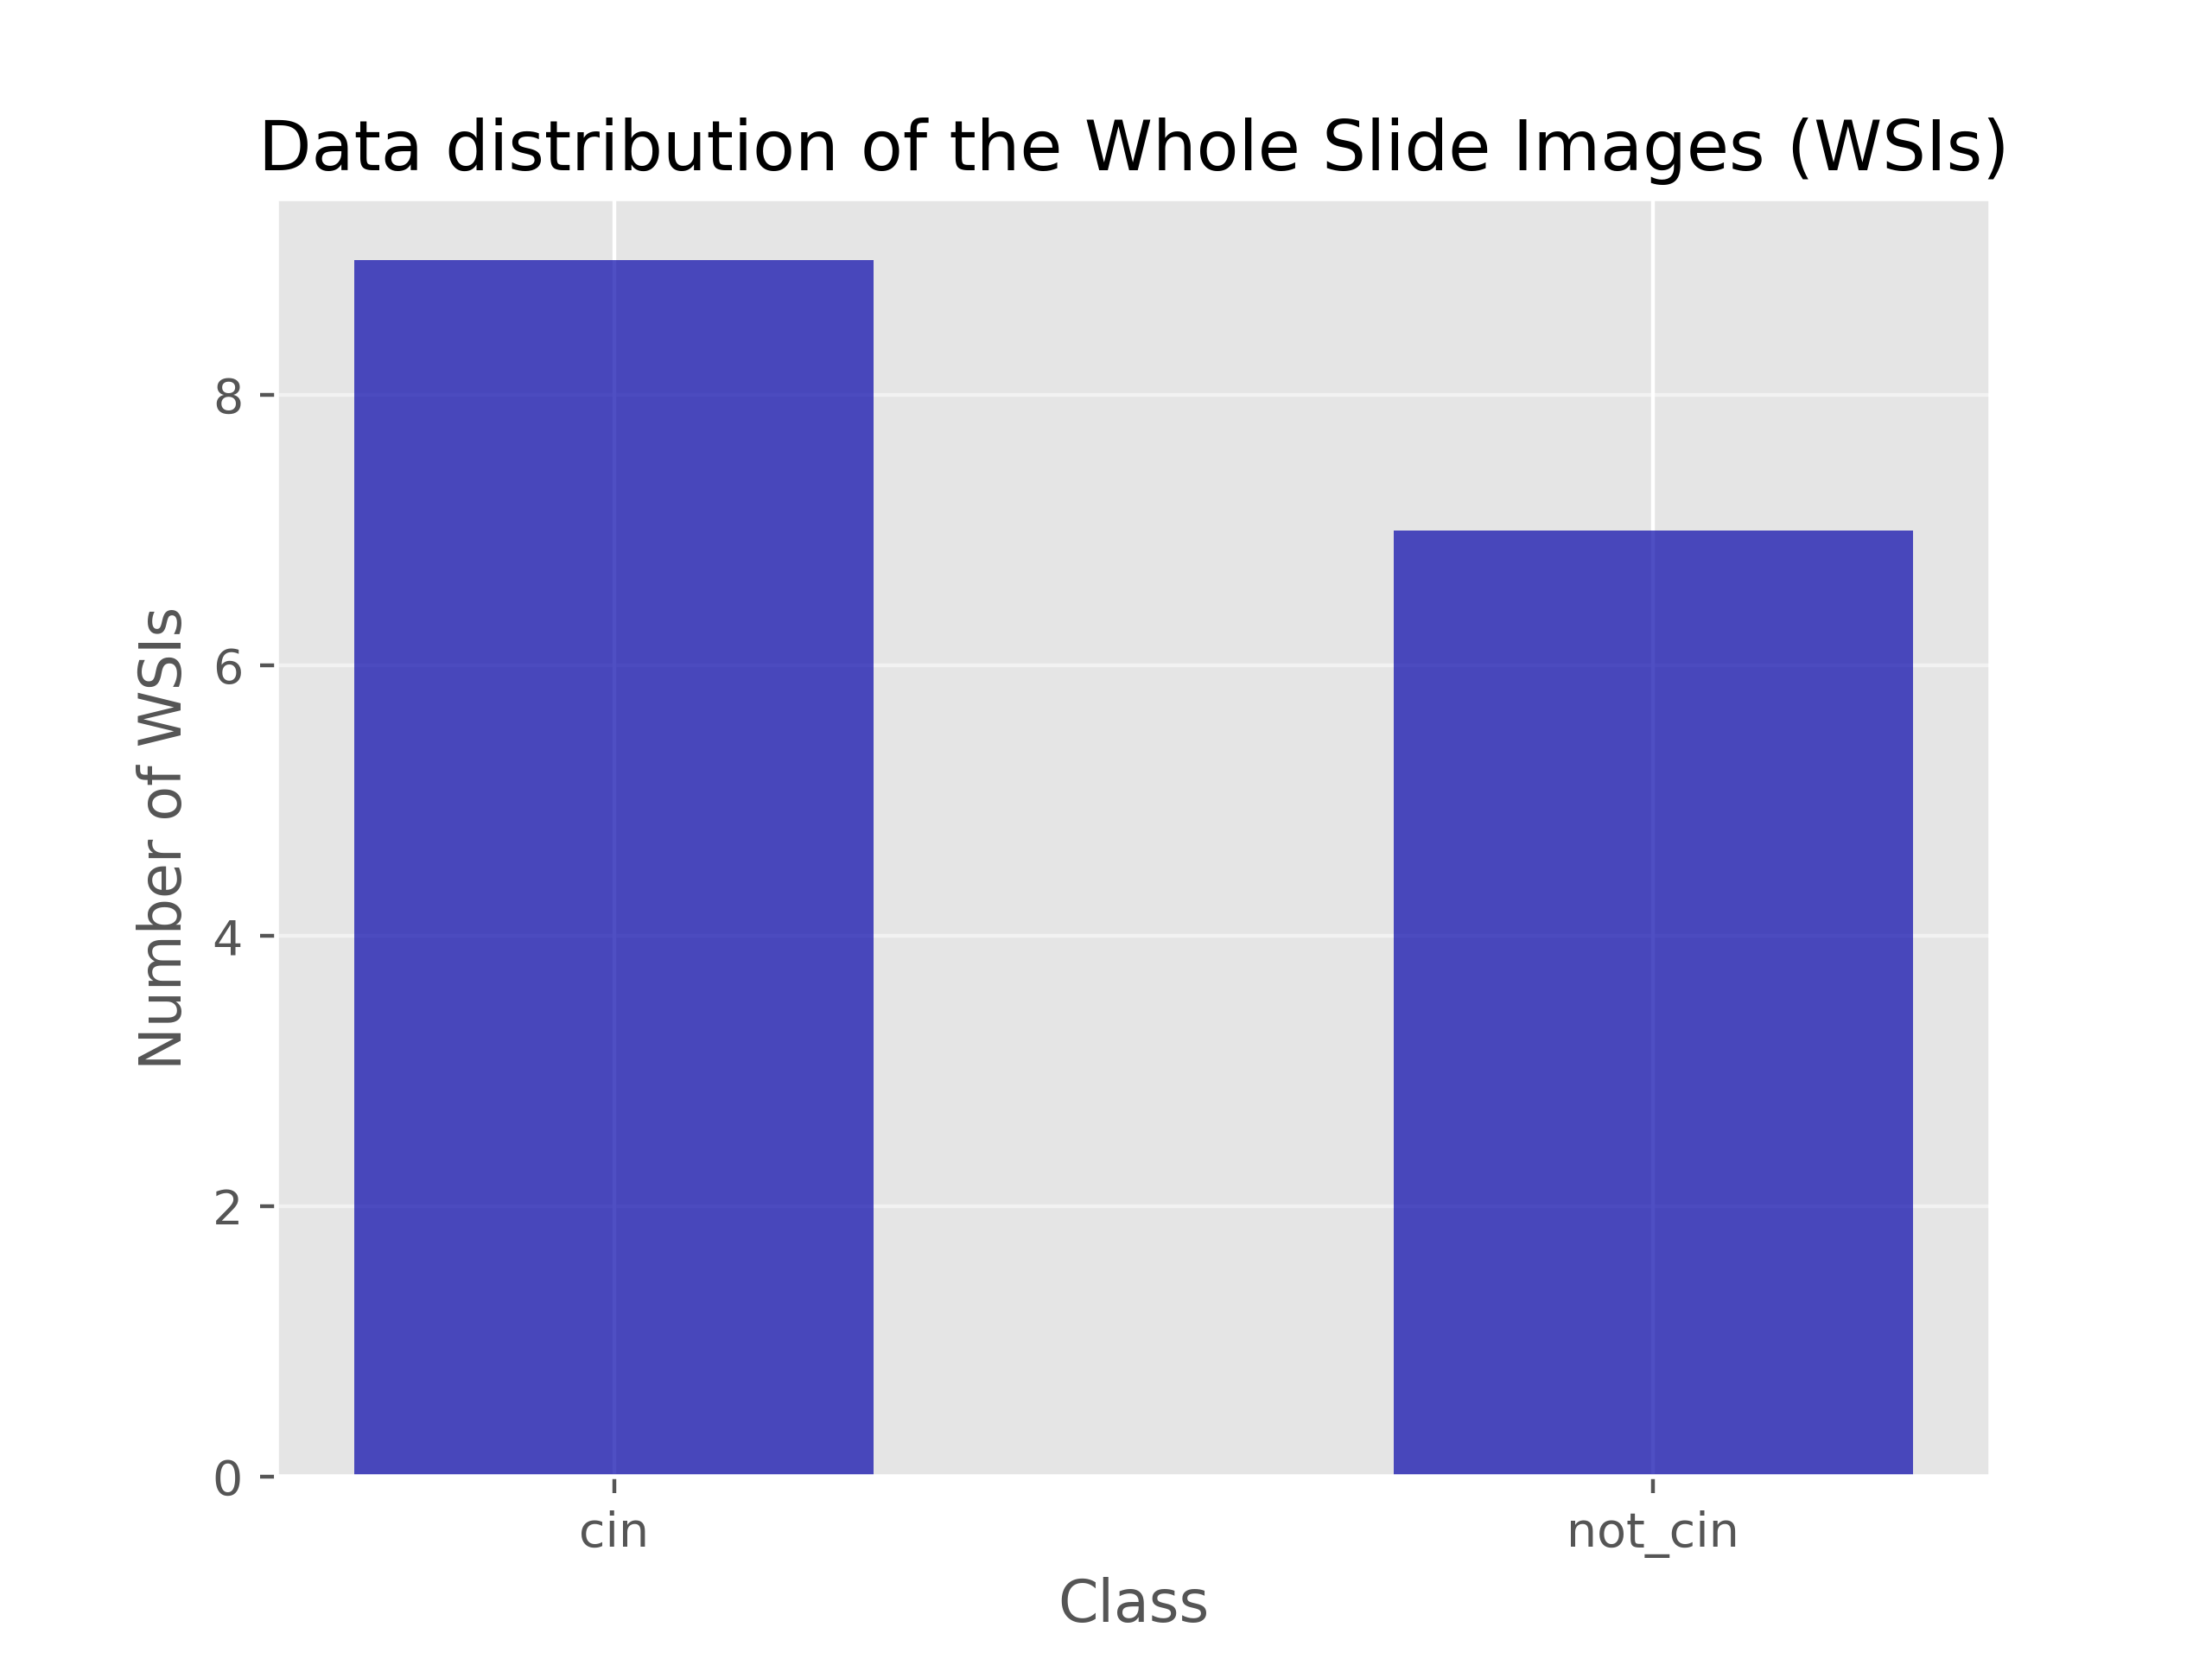 Data distribution of the Whole Slide Images (WSIs)
8
6
4
2
0
Number of WSIs
cin
not_cin
Class